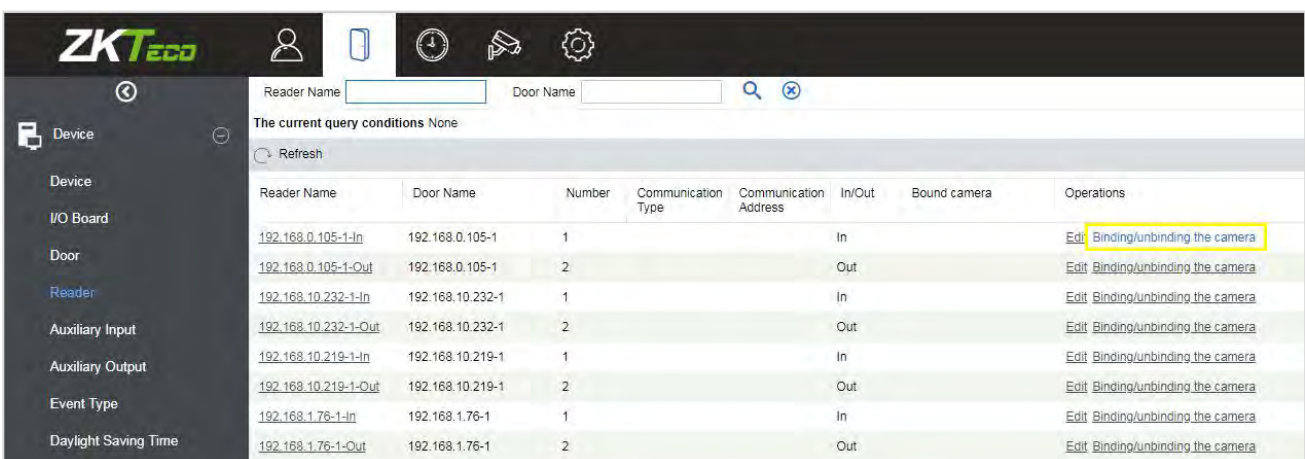 ZKTECO
Reader Name Door Name
The current query conditions None
Refresh
Device
Device
I/O Board
Door
Reader
Auxiliary Input
Auxiliary Output
Event Type
Daylight Saving Time
Reader Name Door Name Number Communication Type Communication Address In/Out Bound camera Operations
192.168.0.105-1-In 192.168.0.105-1 1 In Edit Binding/unbinding the camera
192.168.0.105-1-Out 192.168.0.105-1 2 Out Edit Binding/unbinding the camera
192.168.10.232-1-In 192.168.10.232-1 1 In Edit Binding/unbinding the camera
192.168.10.232-1-Out 192.168.10.232-1 2 Out Edit Binding/unbinding the camera
192.168.10.219-1-In 192.168.10.219-1 1 In Edit Binding/unbinding the camera
192.168.10.219-1-Out 192.168.10.219-1 2 Out Edit Binding/unbinding the camera
192.168.1.76-1-In 192.168.1.76-1 1 In Edit Binding/unbinding the camera
192.168.1.76-1-Out 192.168.1.76-1 2 Out Edit Binding/unbinding the camera